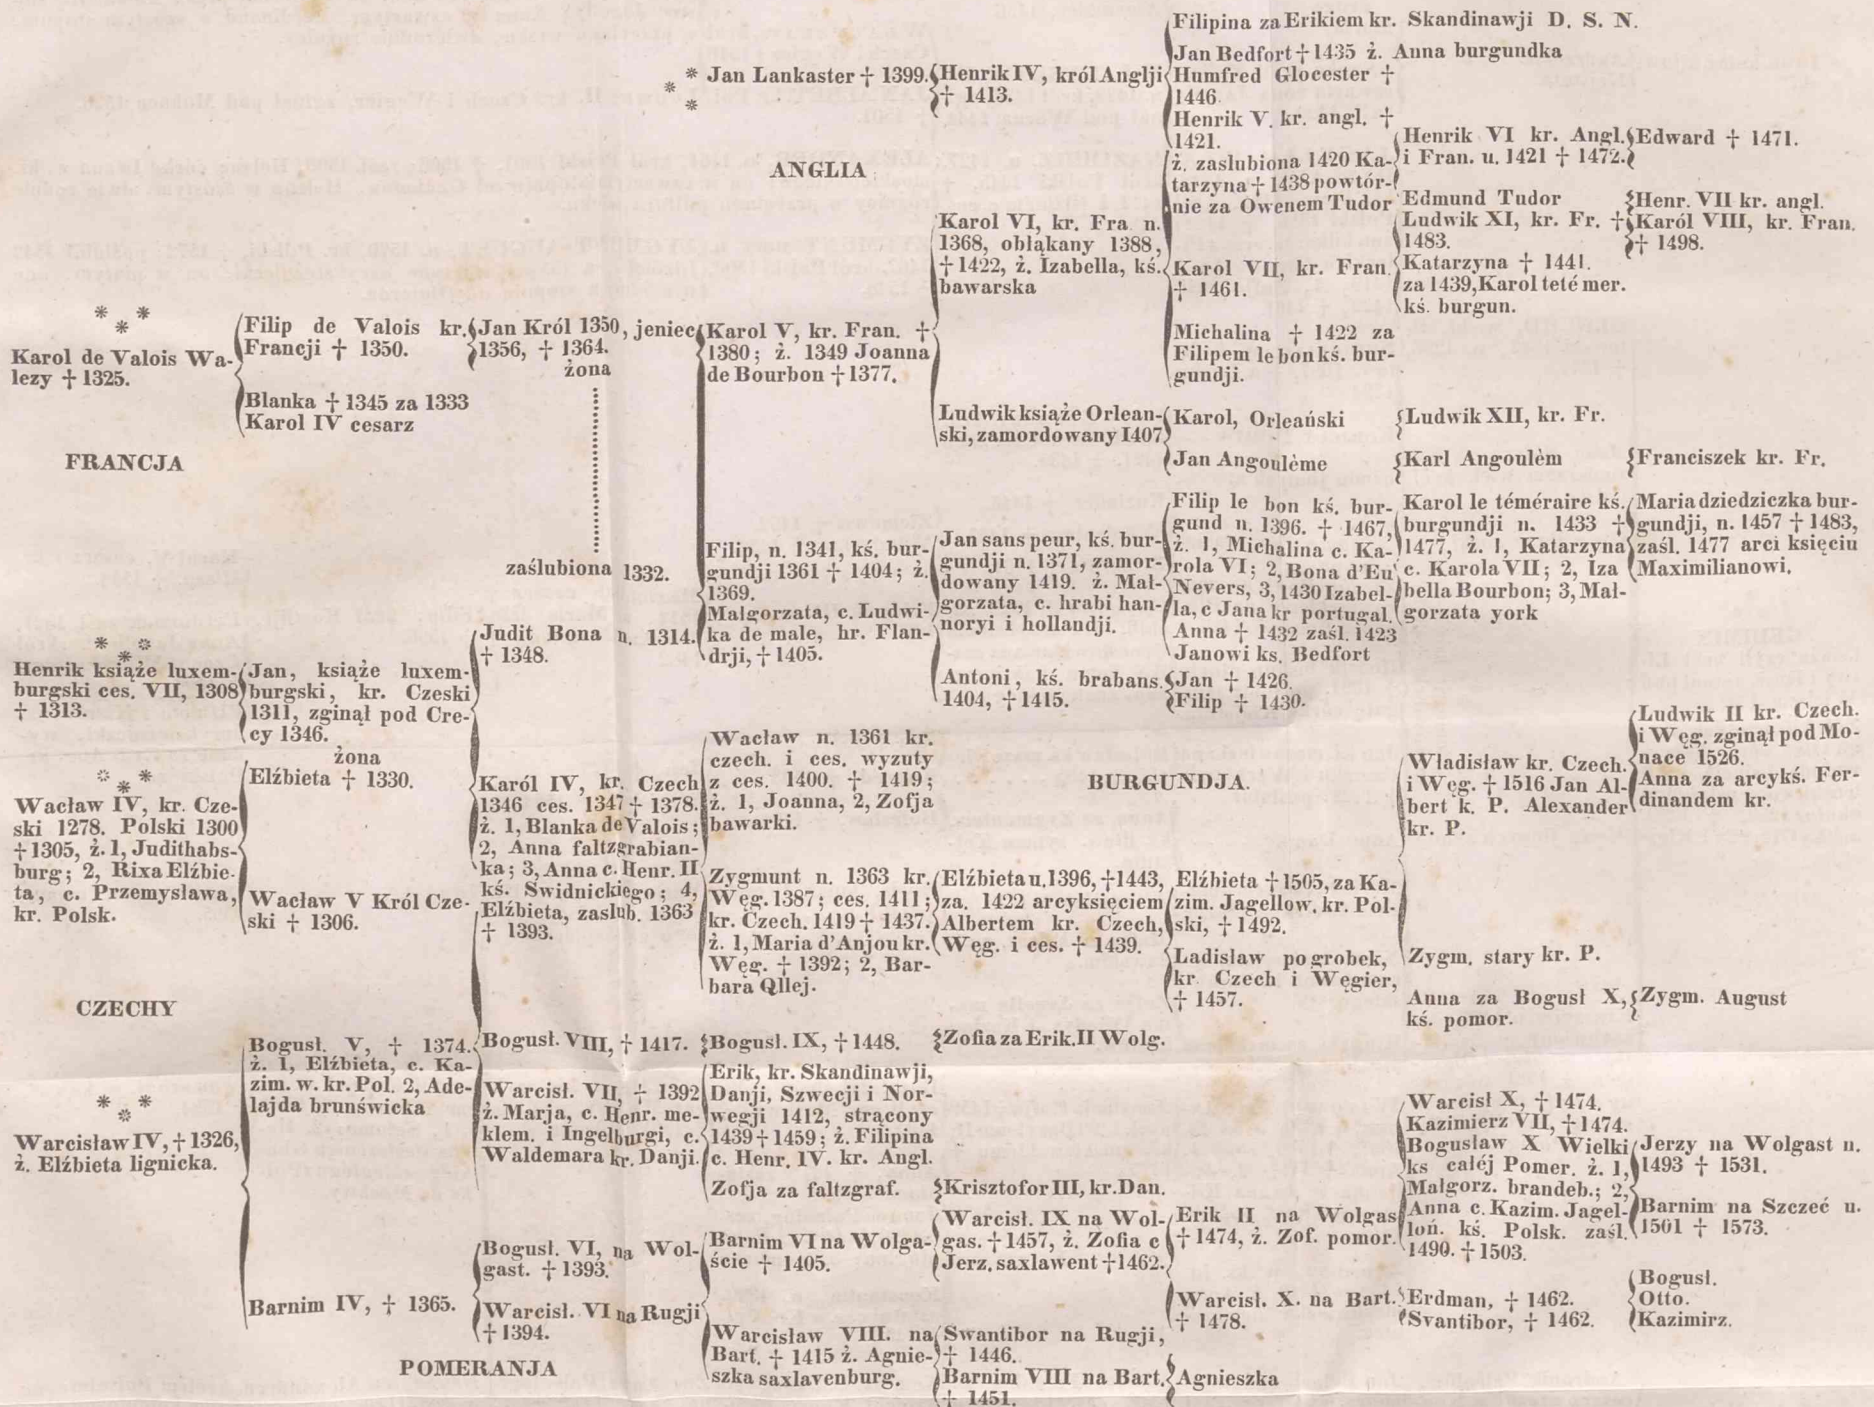 Filipina za Erikiem kr. Skandinawji D. S. N.
Jan Bedfort † 1435 ż. Anna burgundka
Jan Lankaster † 1399.
Henrik IV, król Anglji
† 1413.
Humfred Glocester †
1446.
Henrik V. kr. angl. †
1421.
ż. zaslubiona 1420 Ka-
tarzyna † 1438 powtór-
nie za Owenem Tudor
Henrik VI kr. Angl.
i Fran. u. 1421 † 1472.
Edward † 1471.
Edmund Tudor
Henr. VII kr. angl.
ANGLIA
Karol VI, kr. Fra n.
1368, obłąkany 1388,
† 1422, ż. Izabella, kś.
bawarska
Karol VII, kr. Fran.
† 1461.
Ludwik XI, kr. Fr. †
1483.
Karól VIII, kr. Fran.
† 1498.
Katarzyna † 1441.
za 1439, Karol teté mer.
kś. burgun.
Michalina † 1422 za
Filipem le bon kś. bur-
gundji.
Karol de Valois Wa-
lezy † 1325.
Filip de Valois kr.
Francji † 1350.
Blanka † 1345 za 1333
Karol IV cesarz
Jan Król 1350, jeniec
1356, † 1364.
żona
zaślubiona 1332.
Karol V, kr. Fran. †
1380; ż. 1349 Joanna
de Bourbon † 1377.
Ludwik książe Orlean-
ski, zamordowany 1407
Karol, Orleański
Ludwik XII, kr. Fr.
Jan Angoulème
Karl Angoulèm
Franciszek kr. Fr.
FRANCJA
Filip, n. 1341, kś. bur-
gundji 1361 † 1404; ż.
1369.
Małgorzata, c. Ludwi-
ka de male, hr. Flan-
drji, † 1405.
Jan sans peur, kś. bur-
gundji n. 1371, zamor-
dowany 1419. ż. Mał-
gorzata, c. hrabi han-
noryi i hollandji.
Filip le bon kś. bur-
gund n. 1396. † 1467,
ż. 1, Michalina c. Ka-
rola VI; 2, Bona d'Eu
Nevers, 3, 1430 Izabel-
la, c Jana kr portugal.
Anna † 1432 zaśl. 1423
Janowi ks. Bedfort
Karol le téméraire kś.
burgundji n. 1433 †
1477, ż. 1, Katarzyna
c. Karola VII; 2, Iza
bella Bourbon; 3, Mał-
gorzata york
Maria dziedziczka bur-
gundji, n. 1457 † 1483,
zaśl. 1477 arci księciu
Maximilianowi.
Antoni, kś. brabans.
1404, † 1415.
Jan † 1426.
Filip † 1430.
BURGUNDJA.
Henrik książe luxem-
burgski ces. VII, 1308
† 1313.
Jan, książe luxem-
burgski, kr. Czeski
1311, zginął pod Cre-
cy 1346.
żona
Elźbieta † 1330.
Judit Bona n. 1314.
† 1348.
Wacław IV, kr. Cze-
ski 1278. Polski 1300
† 1305, ż. 1, Judithabs-
burg; 2, Rixa Elźbie-
ta, c. Przemysława,
kr. Polsk.
Wacław V Król Cze-
ski † 1306.
Karól IV, kr. Czech
1346 ces. 1347 † 1378.
ż. 1, Blanka de Valois;
2, Anna faltzgrabian-
ka; 3, Anna c. Henr. II
kś. Swidnickiego; 4,
Elźbieta, zaslub. 1363
† 1393.
Wacław n. 1361 kr.
czech. i ces. wyzuty
z ces. 1400. † 1419;
ż. 1, Joanna, 2, Zofja
bawarki.
Zygmunt n. 1363 kr.
Węg. 1387; ces. 1411;
kr. Czech. 1419 † 1437.
ż. 1, Maria d'Anjou kr.
Węg. † 1392; 2, Bar-
bara Qllej.
Elźbieta u. 1396, † 1443,
za. 1422 arcyksięciem
Albertem kr. Czech,
Węg. i ces. † 1439.
Elźbieta † 1505, za Ka-
zim. Jagellow. kr. Pol-
ski, † 1492.
Ladisław pogrobek,
kr. Czech i Węgier,
† 1457.
Władisław kr. Czech.
i Węg. † 1516 Jan Al-
bert k. P. Alexander
kr. P.
Ludwik II kr. Czech.
i Węg. zginął pod Mo-
nace 1526.
Anna za arcykś. Fer-
dinandem kr.
Zygm. stary kr. P.
Anna za Bogusł X,
kś. pomor.
Zygm. August
CZECHY
Warcisław IV, † 1326,
ż. Elźbieta lignicka.
Bogusł. V, † 1374.
ż. 1, Elźbieta, c. Ka-
zim. w. kr. Pol. 2, Ade-
lajda brunświcka
Barnim IV, † 1365.
Bogusł. VIII, † 1417.
Bogusł. IX, † 1448.
Zofia za Erik. II Wolg.
Warcisł. VII, † 1392
ż. Marja, c. Henr. me-
klem. i Ingelburgi, c.
Waldemara kr. Danji.
Erik, kr. Skandinawji,
Danji, Szwecji i Nor-
wegji 1412, strącony
1439 † 1459; ż. Filipina
c. Henr. IV. kr. Angl.
Zofja za faltzgraf.
Krisztofor III, kr. Dan.
Bogusł. VI, na Wol-
gast. † 1393.
Warcisł. VI na Rugji
† 1394.
Barnim VI na Wolga-
ście † 1405.
Warcisł. IX na Wol-
gas. † 1457, ż. Zofia c
Jerz. saxlawent † 1462.
Erik II na Wolgas
† 1474, ż. Zof. pomor.
Warcisł X, † 1474.
Kazimierz VII, † 1474.
Bogusław X Wielki
ks całéj Pomer. ż. 1,
Małgorz. brandeb.; 2,
Anna c. Kazim. Jagel-
loń. kś. Polsk. zaśl.
1490. † 1503.
Jerzy na Wolgast n.
1493 † 1531.
Barnim na Szczeć u.
1501 † 1573.
Warcisł. X. na Bart.
† 1478.
Erdman, † 1462.
Svantibor, † 1462.
Bogusł.
Otto.
Kazimirz.
Warcisław VIII. na
Bart. † 1415 ż. Agnie-
szka saxlavenburg.
Swantibor na Rugji,
† 1446.
Barnim VIII na Bart.
† 1451.
Agnieszka
POMERANJA